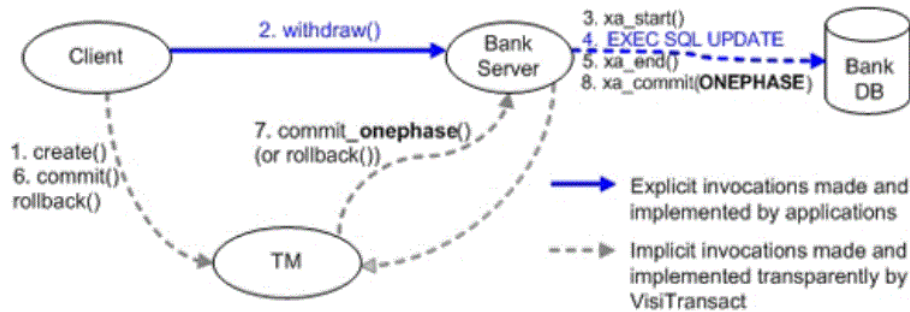 2. withdraw()
3. xa_start()
4. EXEC SQL UPDATE
5. xa_end()
8. xa_commit(ONEPHASE)
Client
Bank
Server
Bank
DB
7. commit_onephase()
(or rollback())
1. create()
6. commit()
rollback()
TM
Explicit invocations made and
implemented by applications
Implicit invocations made and
implemented transparently by
VisiTransact